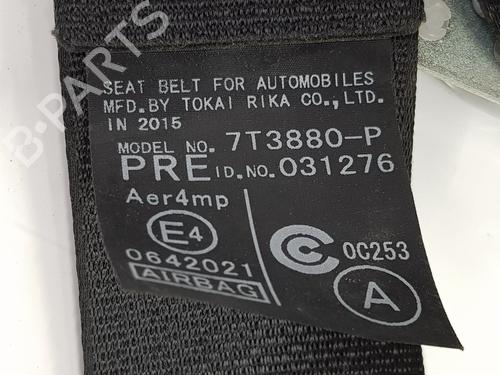 B-PARTS
SEAT BELT FOR AUTOMOBILES
MFD.BY TOKAI RIKA CO.,LTD.
IN 2015
MODEL NO. 7T3880-P
PRE ID.NO.031276
Aer4mp
E4
0642021
AIRBAG
CCC 0C253
A